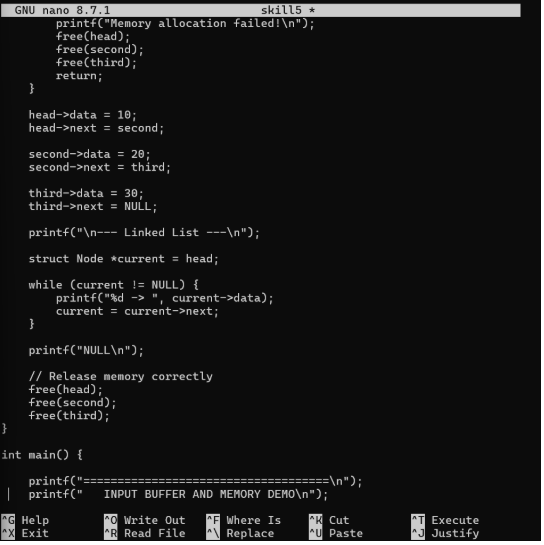 GNU nano 8.7.1 skill5 *
        printf("Memory allocation failed!\n");
        free(head);
        free(second);
        free(third);
        return;
    }

    head->data = 10;
    head->next = second;

    second->data = 20;
    second->next = third;

    third->data = 30;
    third->next = NULL;

    printf("\n--- Linked List ---\n");

    struct Node *current = head;

    while (current != NULL) {
        printf("%d -> ", current->data);
        current = current->next;
    }

    printf("NULL\n");

    // Release memory correctly
    free(head);
    free(second);
    free(third);
}

int main() {

    printf("====================================\n");
    printf("   INPUT BUFFER AND MEMORY DEMO\n");
^G Help ^O Write Out ^F Where Is ^K Cut ^T Execute
^X Exit ^R Read File ^\ Replace ^U Paste ^J Justify